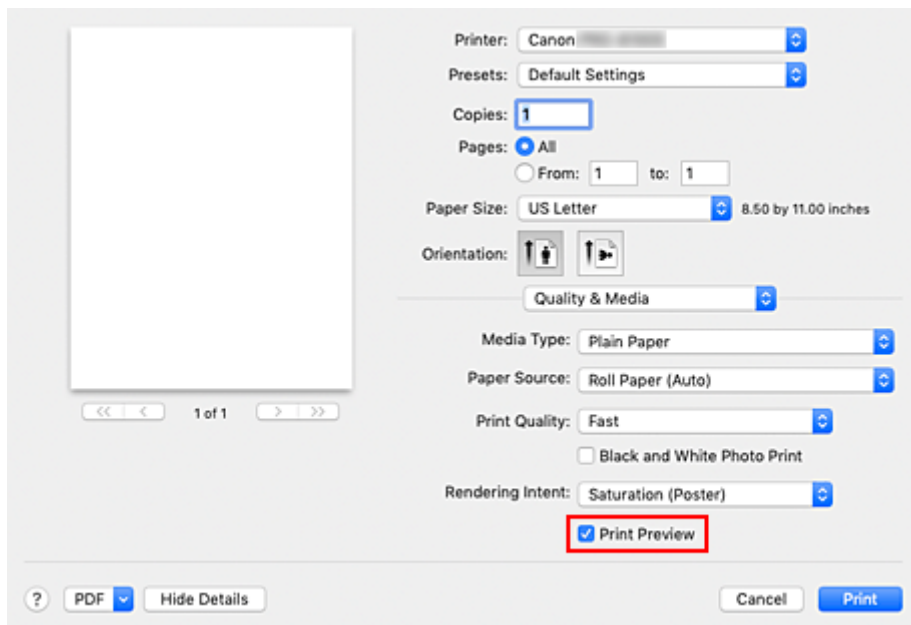 Printer: Canon
Presets: Default Settings
Copies: 1
Pages: All
From: 1 to: 1
Paper Size: US Letter 8.50 by 11.00 inches
Orientation:
Quality & Media
Media Type: Plain Paper
Paper Source: Roll Paper (Auto)
<< < 1 of 1 > >>
Print Quality: Fast
Black and White Photo Print
Rendering Intent: Saturation (Poster)
Print Preview
? PDF Hide Details Cancel Print